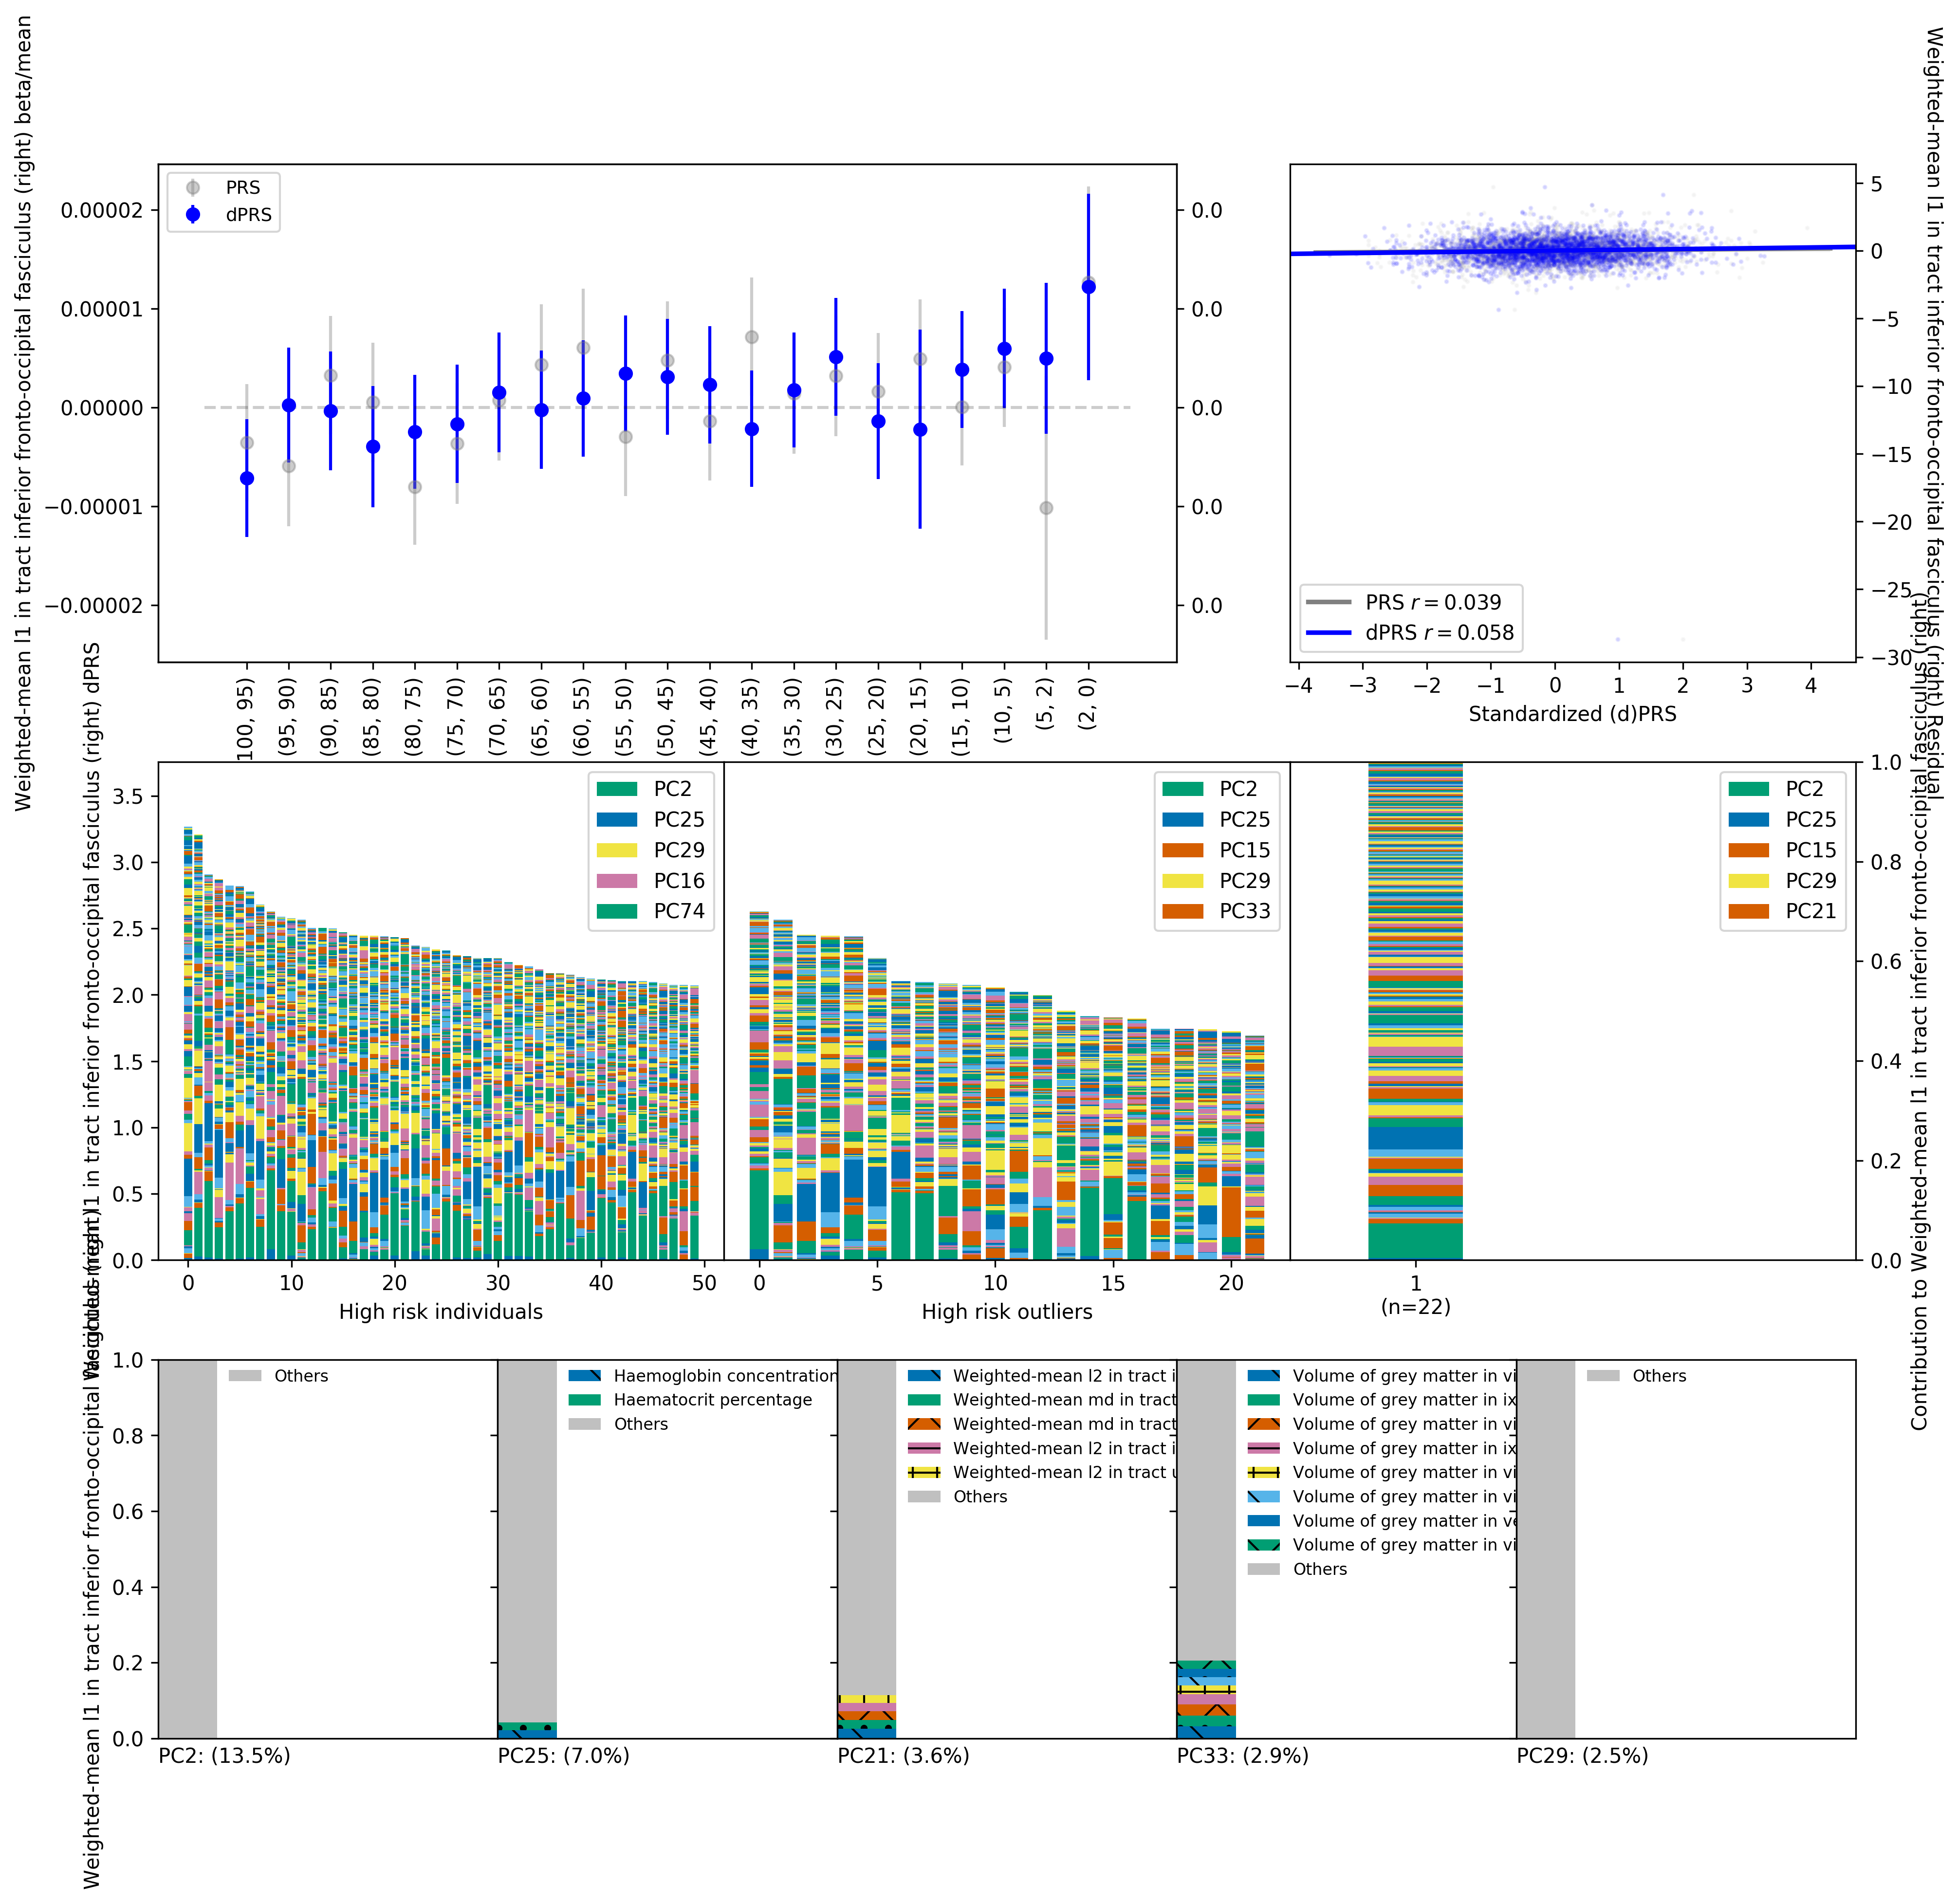 Weighted-mean l1 in tract inferior fronto-occipital fasciculus (right) beta/mean
PRS
dPRS
0.00002
0.00001
0.00000
−0.00001
−0.00002
0.0
0.0
0.0
0.0
0.0
100, 95)
(95, 90)
(90, 85)
(85, 80)
(80, 75)
(75, 70)
(70, 65)
(65, 60)
(60, 55)
(55, 50)
(50, 45)
(45, 40)
(40, 35)
(35, 30)
(30, 25)
(25, 20)
(20, 15)
(15, 10)
(10, 5)
(5, 2)
(2, 0)
PRS r = 0.039
dPRS r = 0.058
5
0
−5
−10
−15
−20
−25
−30
−4
−3
−2
−1
0
1
2
3
4
Standardized (d)PRS
Weighted-mean l1 in tract inferior fronto-occipital fasciculus (right) Residual
l1 in tract inferior fronto-occipital fasciculus (right) dPRS
3.5
3.0
2.5
2.0
1.5
1.0
0.5
0.0
PC2
PC25
PC29
PC16
PC74
0
10
20
30
40
50
High risk individuals
PC2
PC25
PC15
PC29
PC33
0
5
10
15
20
High risk outliers
PC2
PC25
PC15
PC29
PC21
1
(n=22)
1.0
0.8
0.6
0.4
0.2
0.0
Contribution to Weighted-mean l1 in tract inferior fronto-occipital fasciculus (right)
Weighted-mean l1 in tract inferior fronto-occipital
1.0
0.8
0.6
0.4
0.2
0.0
Others
PC2: (13.5%)
Haemoglobin concentration
Haematocrit percentage
Others
PC25: (7.0%)
Weighted-mean l2 in tract i
Weighted-mean md in tract
Weighted-mean md in tract
Weighted-mean l2 in tract i
Weighted-mean l2 in tract u
Others
PC21: (3.6%)
Volume of grey matter in vi
Volume of grey matter in ix
Volume of grey matter in vi
Volume of grey matter in ix
Volume of grey matter in vi
Volume of grey matter in vi
Volume of grey matter in ve
Volume of grey matter in vi
Others
PC33: (2.9%)
Others
PC29: (2.5%)